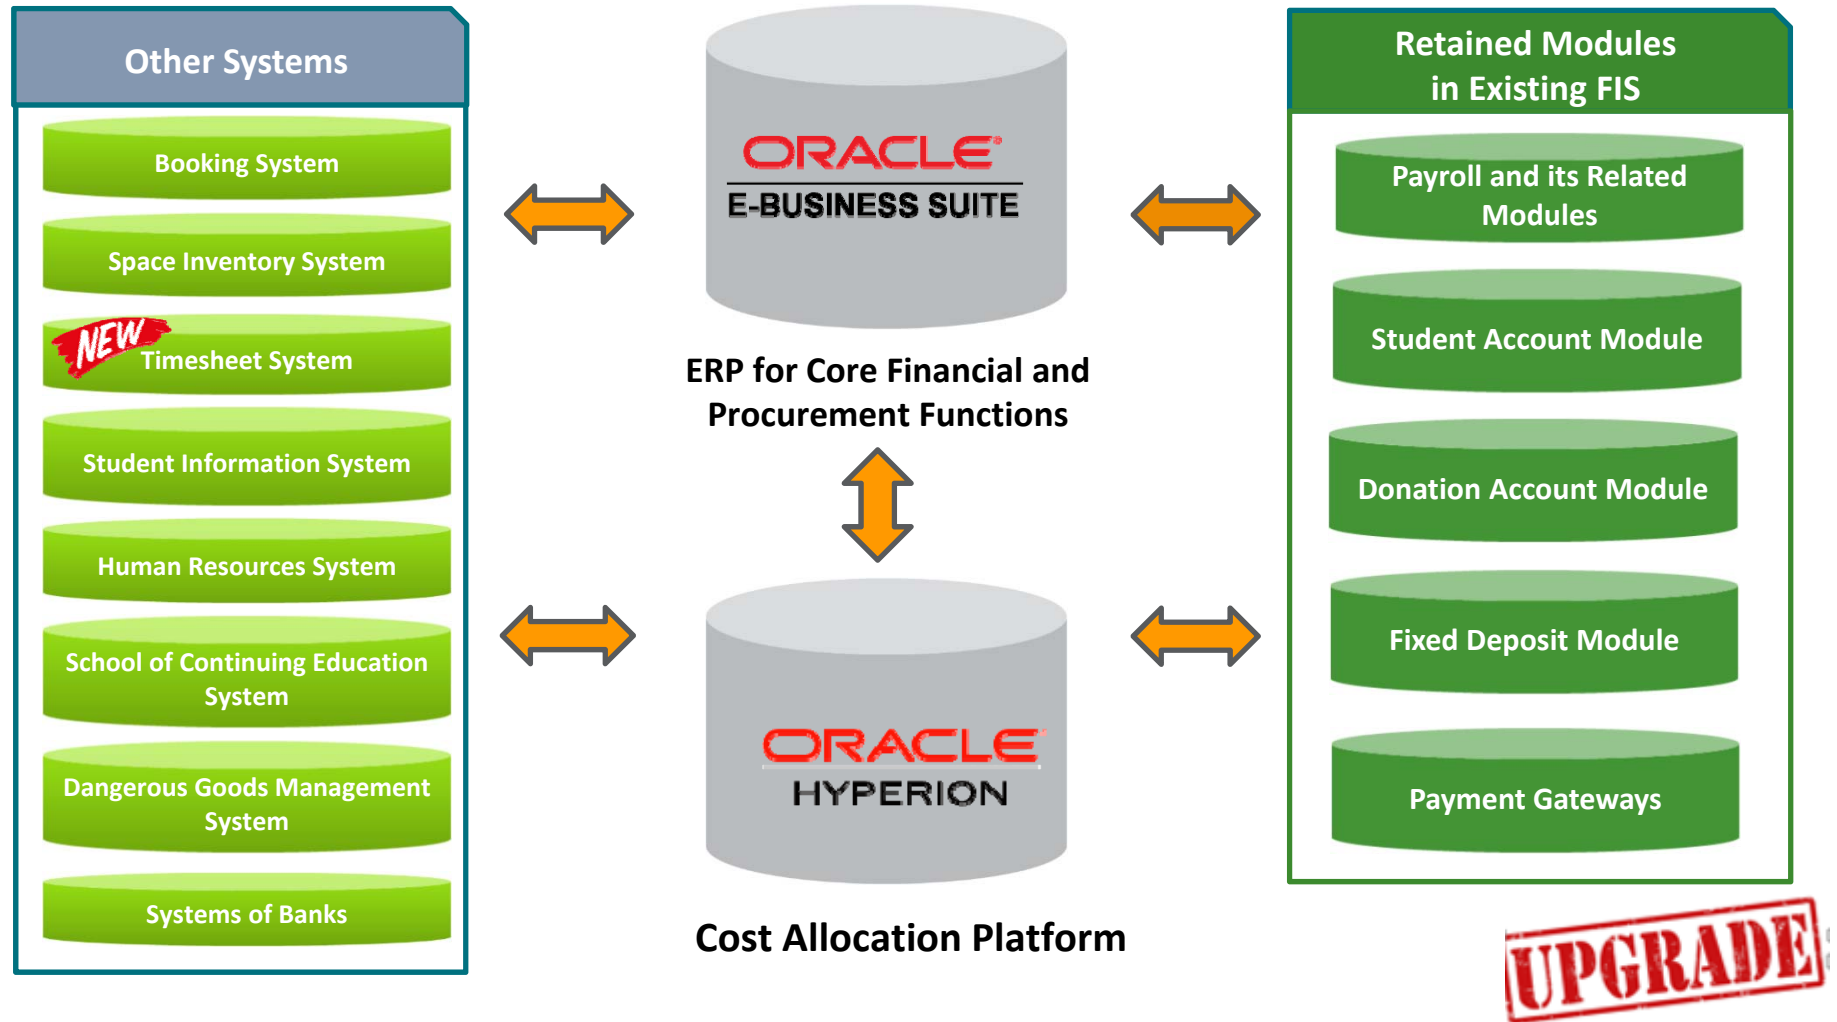 Other Systems
Booking System
Space Inventory System
NEW
Timesheet System
Student Information System
Human Resources System
School of Continuing Education
System
Dangerous Goods Management
System
Systems of Banks
ORACLE
E-BUSINESS SUITE
ERP for Core Financial and
Procurement Functions
ORACLE
HYPERION
Cost Allocation Platform
Retained Modules
in Existing FIS
Payroll and its Related
Modules
Student Account Module
Donation Account Module
Fixed Deposit Module
Payment Gateways
UPGRADE